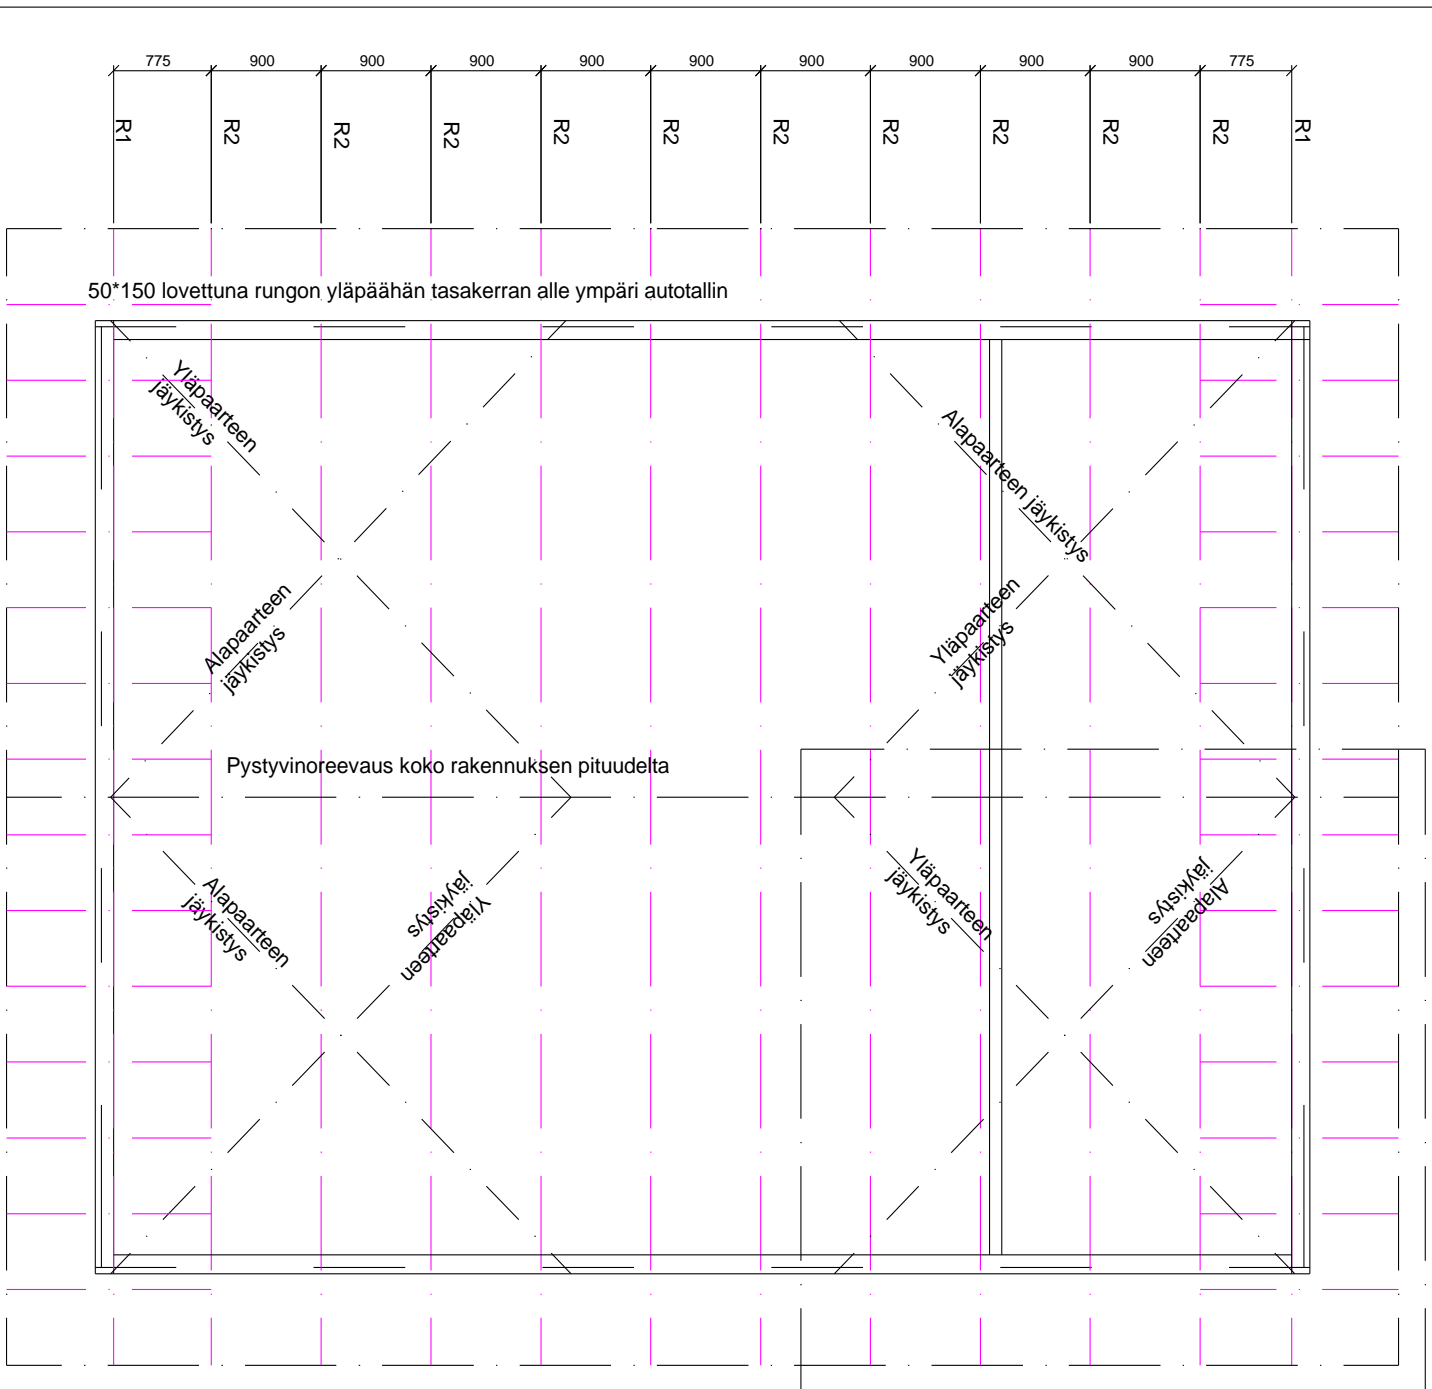 775 900 900 900 900 900 900 900 900 900 775
R1 R2 R2 R2 R2 R2 R2 R2 R2 R2 R2 R1
50*150 lovettuna rungon yläpäähän tasakerran alle ympäri autotallin
Yläpaarteen
jäykistys
Alapaarteen jäykistys
Alapaarteen
jäykistys
Yläpaarteen
jäykistys
Pystyvinoreevaus koko rakennuksen pituudelta
Alapaarteen
jäykistys
Yläpaarteen
jäykistys
Yläpaarteen
jäykistys
Alapaarteen
jäykistys